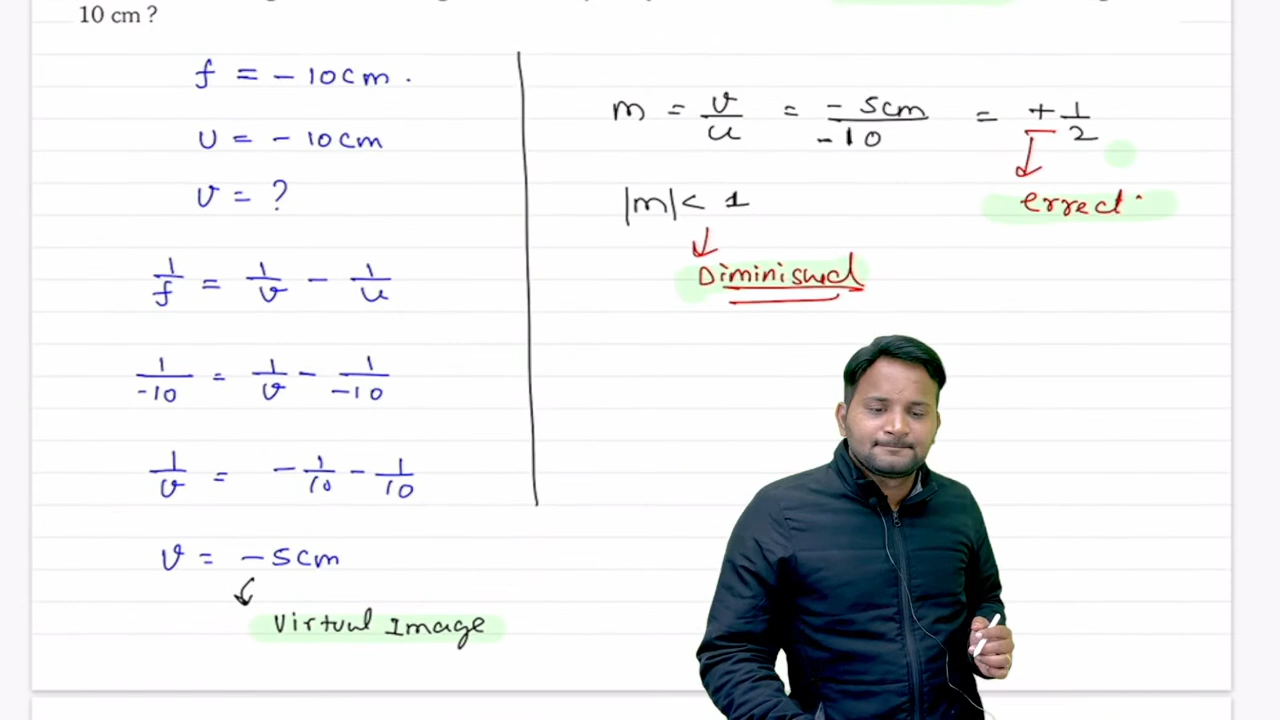 10 cm ?
f = - 10cm .
u = - 10cm
v = ?
1/f = 1/v - 1/u
1/-10 = 1/v - 1/-10
1/v = - 1/10 - 1/10
v = - 5cm
Virtual Image
m = v/u = - 5cm/-10 = + 1/2
errect.
|m| < 1
Diminished